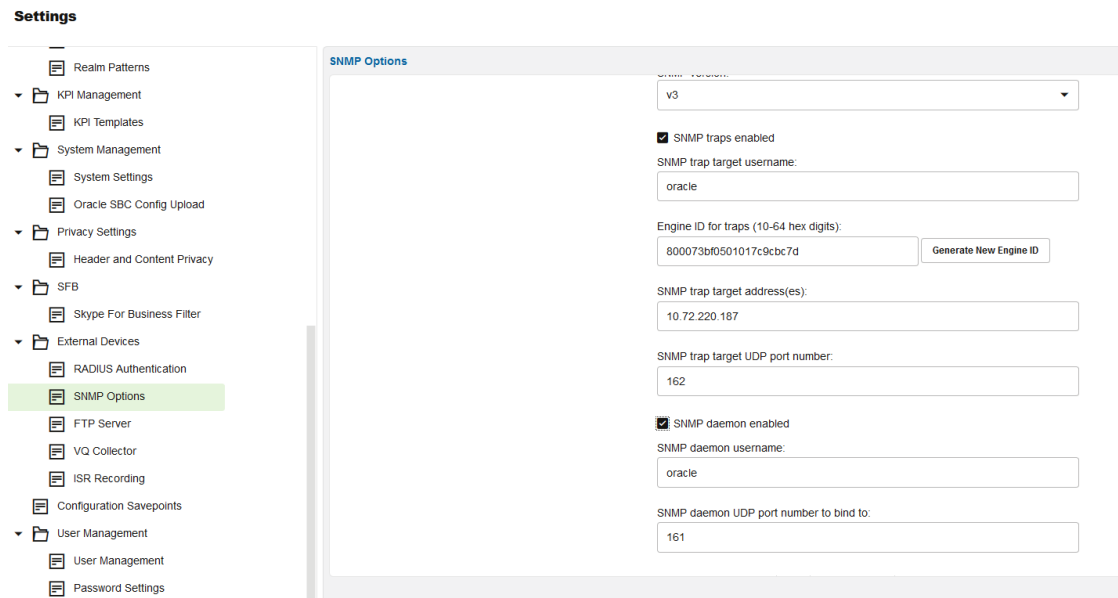 Settings
Realm Patterns
KPI Management
KPI Templates
System Management
System Settings
Oracle SBC Config Upload
Privacy Settings
Header and Content Privacy
SFB
Skype For Business Filter
External Devices
RADIUS Authentication
SNMP Options
FTP Server
VQ Collector
ISR Recording
Configuration Savepoints
User Management
User Management
Password Settings
SNMP Options
SNMP version:
v3
SNMP traps enabled
SNMP trap target username:
oracle
Engine ID for traps (10-64 hex digits):
800073bf0501017c9cbc7d
Generate New Engine ID
SNMP trap target address(es):
10.72.220.187
SNMP trap target UDP port number:
162
SNMP daemon enabled
SNMP daemon username:
oracle
SNMP daemon UDP port number to bind to:
161